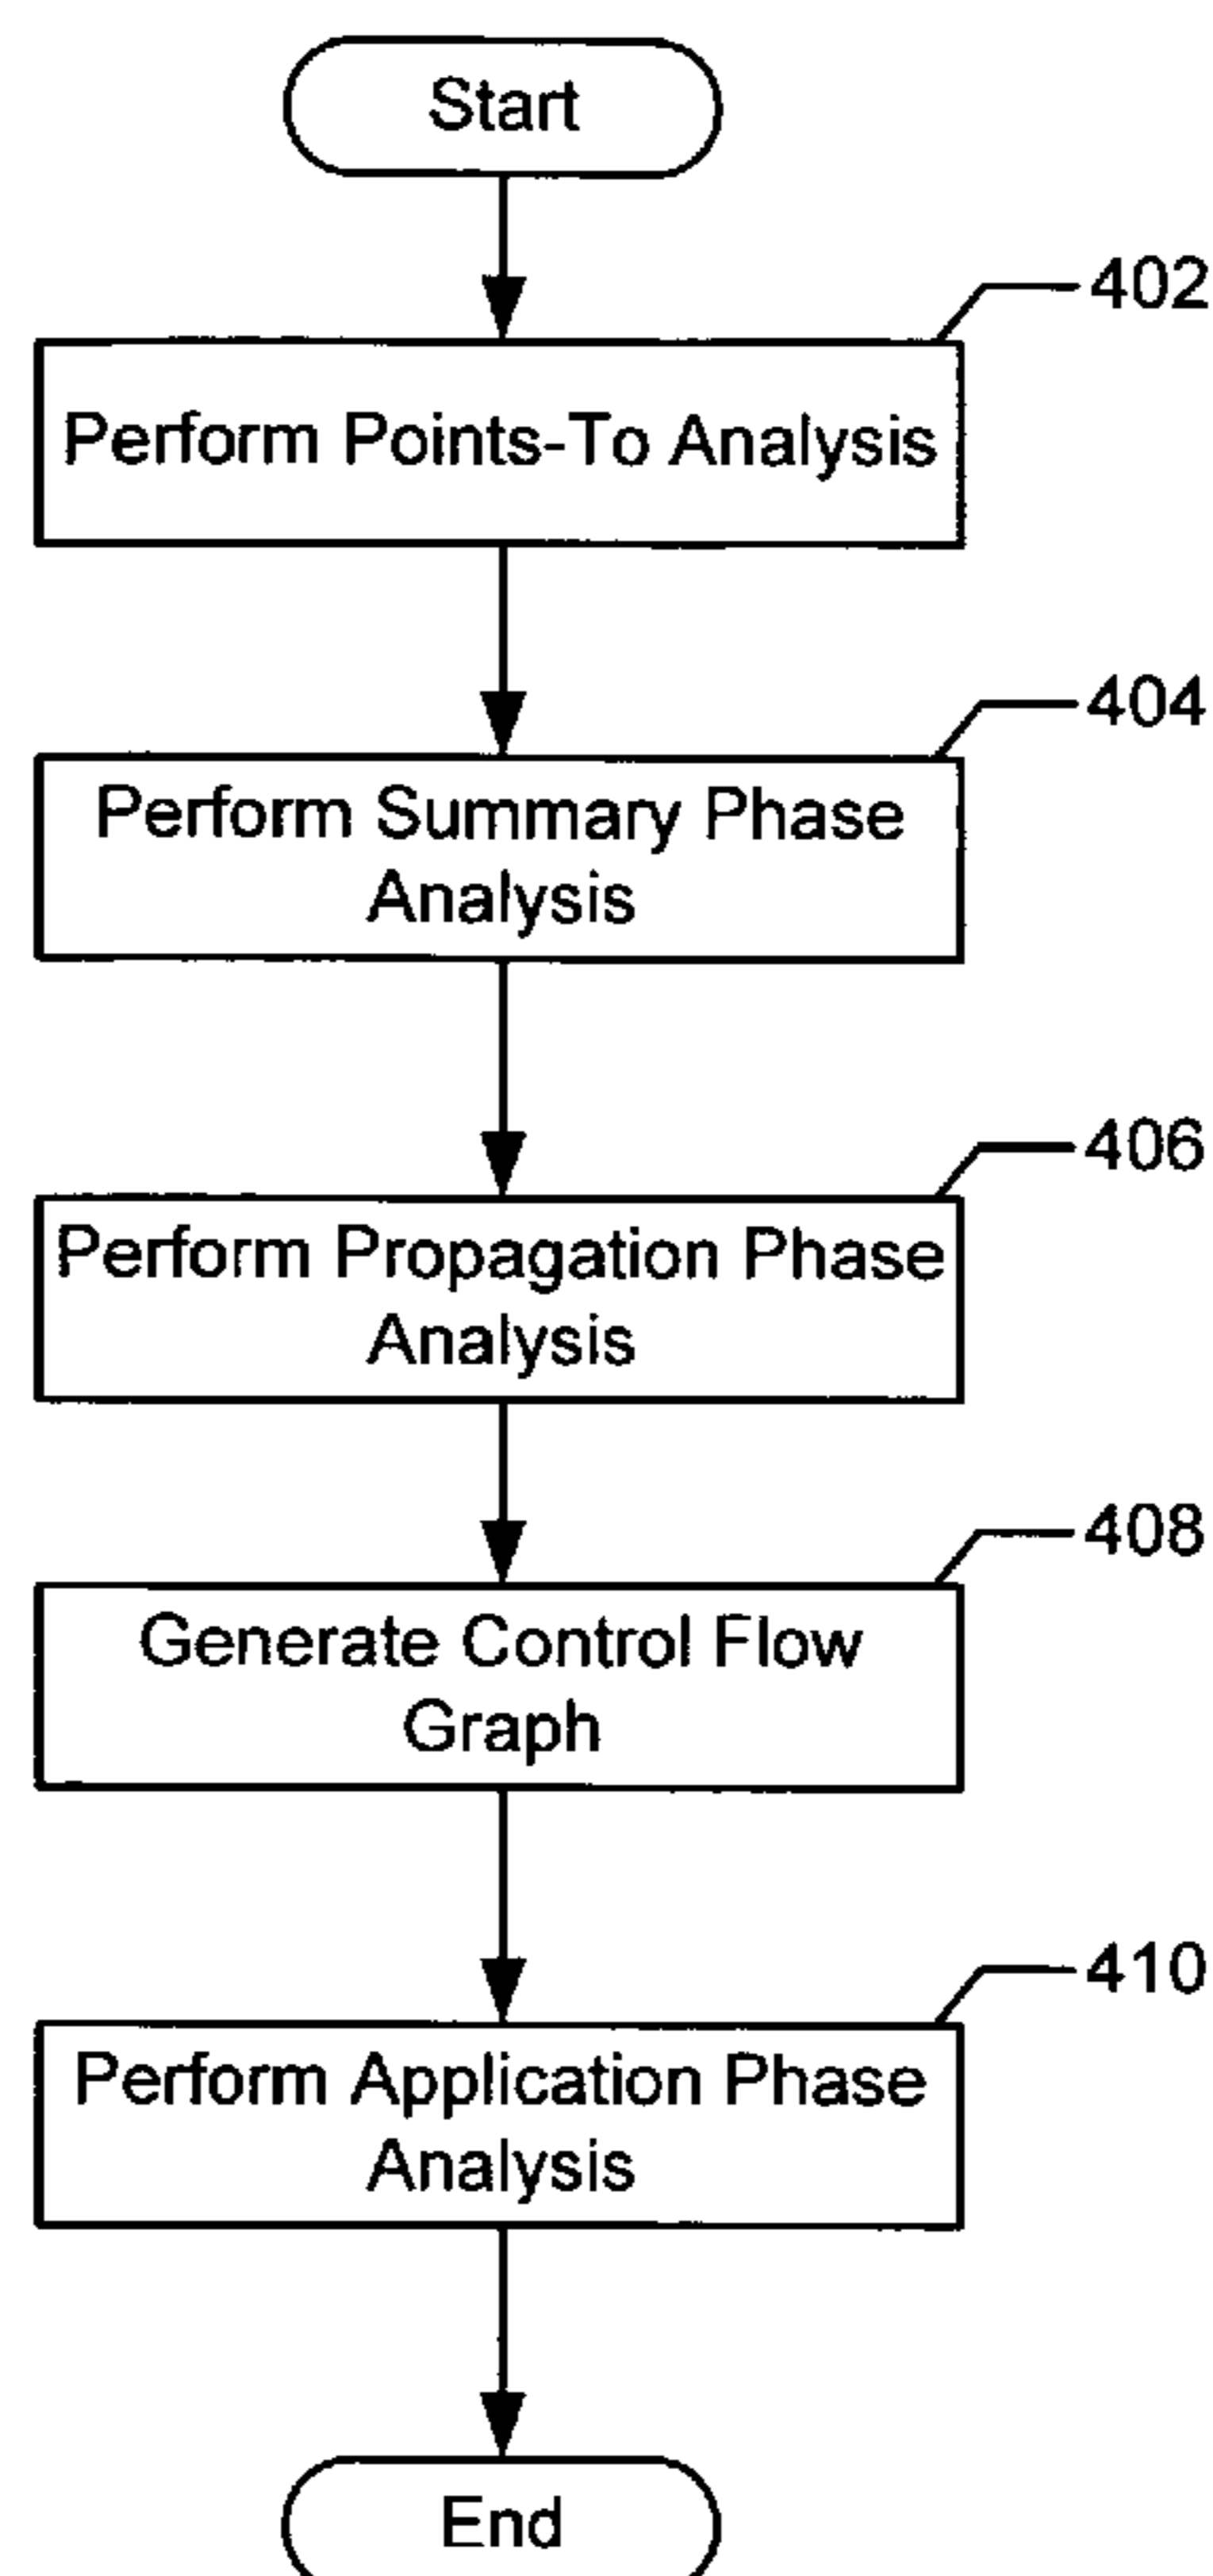 Start
402
Perform Points-To Analysis
404
Perform Summary Phase
Analysis
406
Perform Propagation Phase
Analysis
408
Generate Control Flow
Graph
410
Perform Application Phase
Analysis
End